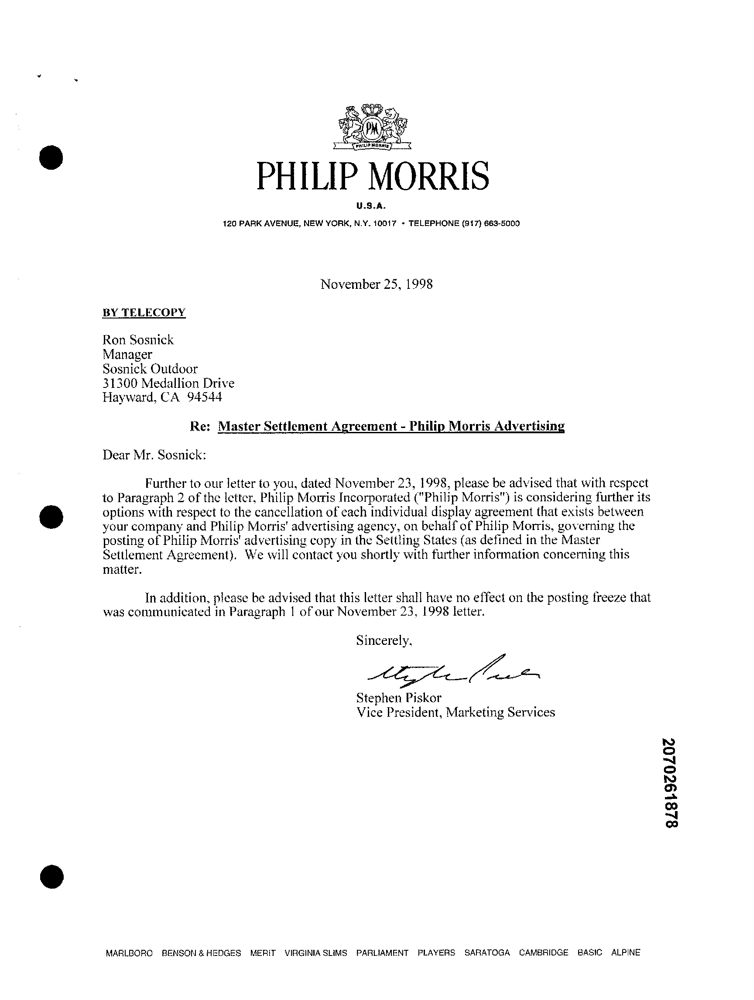 PM
PHILIP MORRIS
PHILIP MORRIS
U.S.A.
120 PARK AVENUE, NEW YORK, N.Y. 10017 • TELEPHONE (917) 663-5000
November 25, 1998
BY TELECOPY
Ron Sosnick
Manager
Sosnick Outdoor
31300 Medallion Drive
Hayward, CA 94544
Re: Master Settlement Agreement - Philip Morris Advertising
Dear Mr. Sosnick:
Further to our letter to you, dated November 23, 1998, please be advised that with respect
to Paragraph 2 of the letter, Philip Morris Incorporated ("Philip Morris") is considering further its
options with respect to the cancellation of each individual display agreement that exists between
your company and Philip Morris' advertising agency, on behalf of Philip Morris, governing the
posting of Philip Morris' advertising copy in the Settling States (as defined in the Master
Settlement Agreement). We will contact you shortly with further information concerning this
matter.
In addition, please be advised that this letter shall have no effect on the posting freeze that
was communicated in Paragraph 1 of our November 23, 1998 letter.
Sincerely,
Stephen Piskor
Vice President, Marketing Services
2070261878
MARLBORO BENSON & HEDGES MERIT VIRGINIA SLIMS PARLIAMENT PLAYERS SARATOGA CAMBRIDGE BASIC ALPINE